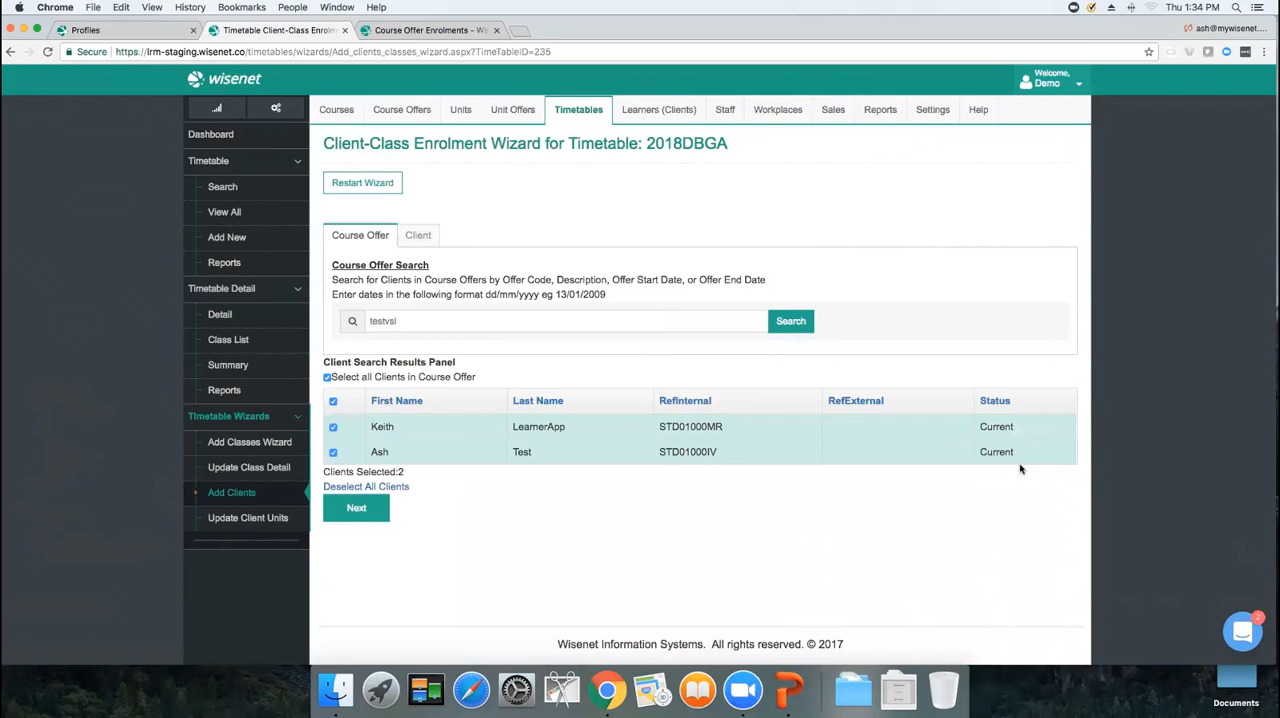 Chrome File Edit View History Bookmarks People Window Help Thu 1:34 PM
Profiles × Timetable Client-Class Enrolm × Course Offer Enrolments - Wi × ash@mywisenet....
Secure https://lrm-staging.wisenet.co/timetables/wizards/Add_clients_classes_wizard.aspx?TimeTableID=235
wisenet
Welcome,
Demo
Courses Course Offers Units Unit Offers Timetables Learners (Clients) Staff Workplaces Sales Reports Settings Help
Dashboard
Timetable
Search
View All
Add New
Reports
Timetable Detail
Detail
Class List
Summary
Reports
Timetable Wizards
Add Classes Wizard
Update Class Detail
Add Clients
Update Client Units
Client-Class Enrolment Wizard for Timetable: 2018DBGA
Restart Wizard
Course Offer Client
Course Offer Search
Search for Clients in Course Offers by Offer Code, Description, Offer Start Date, or Offer End Date
Enter dates in the following format dd/mm/yyyy eg 13/01/2009
testvsl Search
Client Search Results Panel
Select all Clients in Course Offer
First Name Last Name RefInternal RefExternal Status
Keith LearnerApp STD01000MR Current
Ash Test STD01000IV Current
Clients Selected:2
Deselect All Clients
Next
Wisenet Information Systems. All rights reserved. © 2017
2
Documents